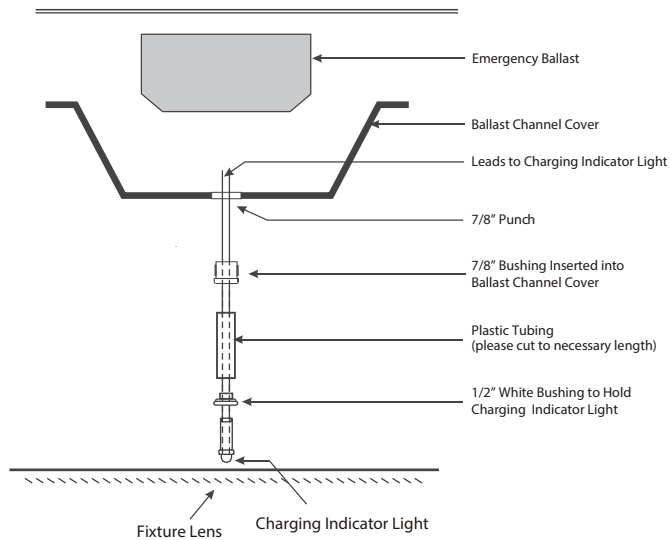 Emergency Ballast
Ballast Channel Cover
Leads to Charging Indicator Light
7/8” Punch
7/8” Bushing Inserted into
Ballast Channel Cover
Plastic Tubing
(please cut to necessary length)
1/2” White Bushing to Hold
Charging Indicator Light
Fixture Lens
Charging Indicator Light